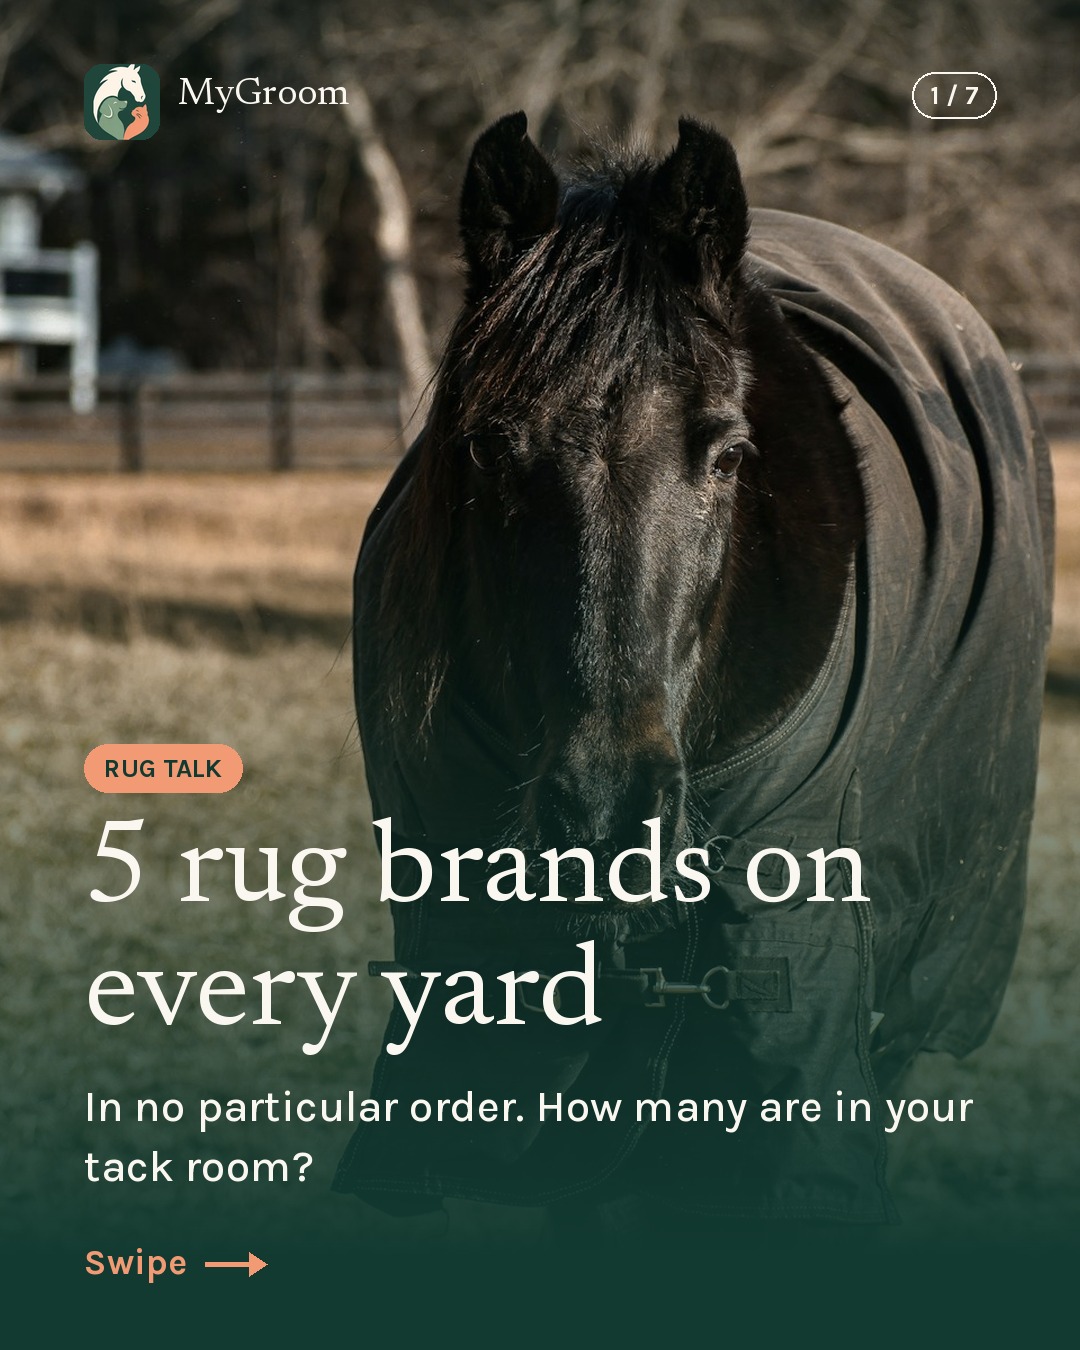 MyGroom
1 / 7
RUG TALK
5 rug brands on
every yard
In no particular order. How many are in your
tack room?
Swipe